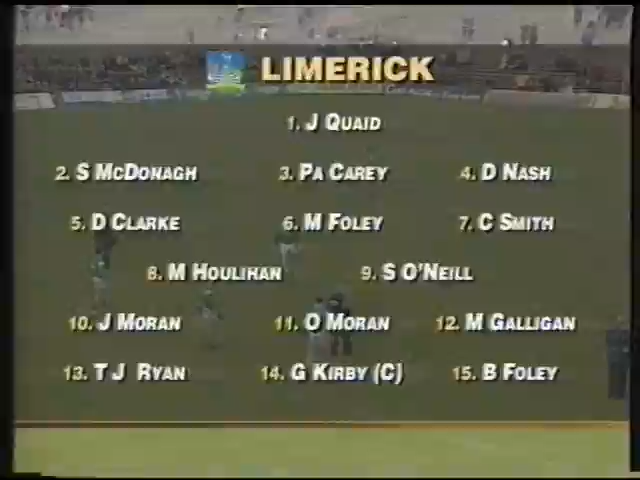 LIMERICK
1. J QUAID
2. S MCDONAGH 3. PA CAREY 4. D NASH
5. D CLARKE 6. M FOLEY 7. C SMITH
8. M HOULIHAN 9. S O'NEILL
10. J MORAN 11. O MORAN 12. M GALLIGAN
13. T J RYAN 14. G KIRBY (C) 15. B FOLEY